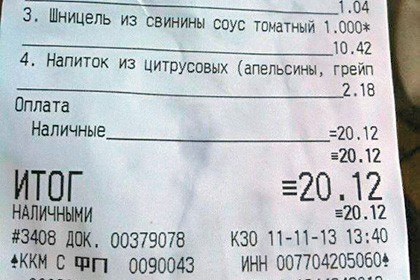 1.04
3. Шницель из свинины соус томатный 1.000*
10.42
4. Напиток из цитрусовых (апельсины, грейп
2.18
Оплата
Наличные =20.12
≡20.12
ИТОГ ≡20.12
НАЛИЧНЫМИ ≡20.12
#3408 ДОК. 00379078 КЗ0 11-11-13 13:40
♠ККМ С ФП 0090043 ИНН 007704205060♠